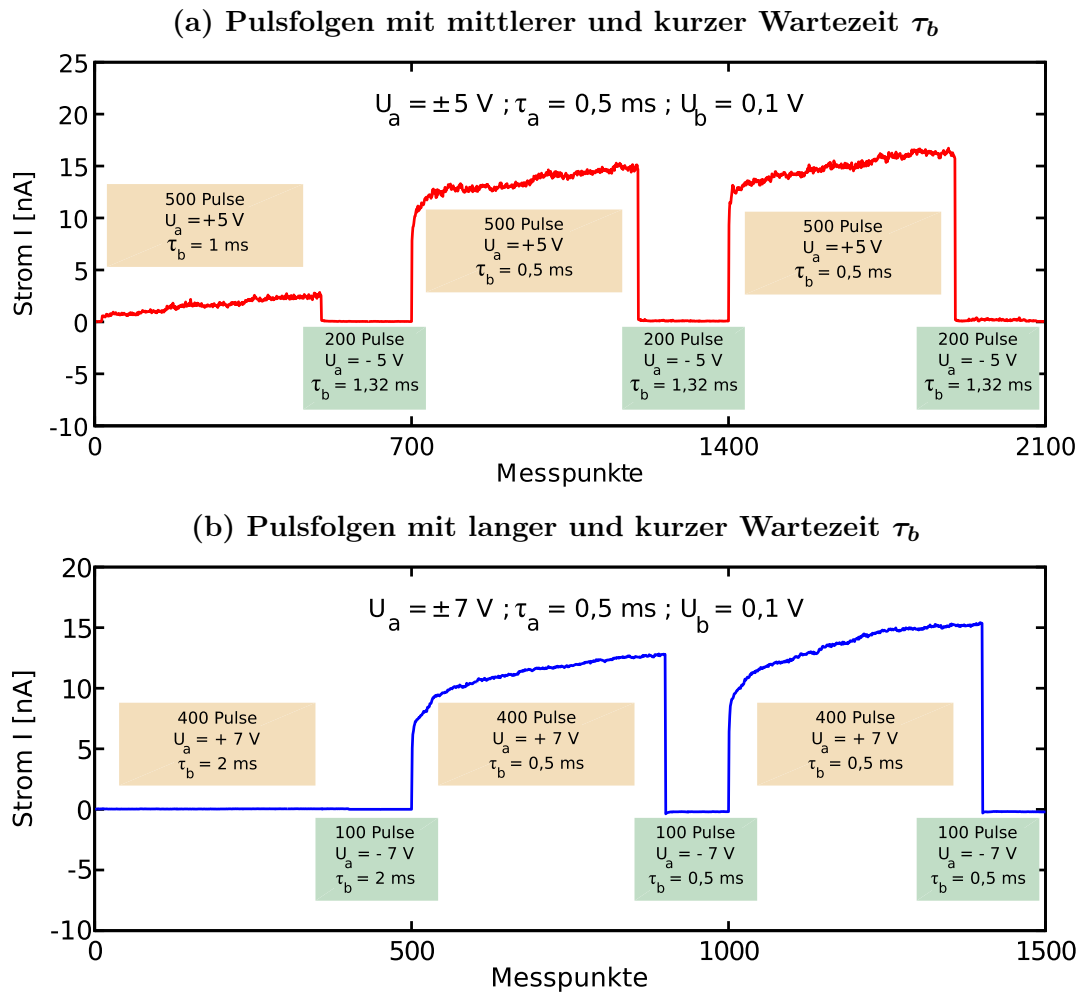 (a) Pulsfolgen mit mittlerer und kurzer Wartezeit τb
25
20
15
10
5
0
-5
-10
Strom I [nA]
Ua = ±5 V ; τa = 0,5 ms ; Ub = 0,1 V
500 Pulse
Ua = +5 V
τb = 1 ms
500 Pulse
Ua = +5 V
τb = 0,5 ms
500 Pulse
Ua = +5 V
τb = 0,5 ms
200 Pulse
Ua = - 5 V
τb = 1,32 ms
200 Pulse
Ua = - 5 V
τb = 1,32 ms
200 Pulse
Ua = - 5 V
τb = 1,32 ms
0 700 1400 2100
Messpunkte
(b) Pulsfolgen mit langer und kurzer Wartezeit τb
20
15
10
5
0
-5
-10
Strom I [nA]
Ua = ±7 V ; τa = 0,5 ms ; Ub = 0,1 V
400 Pulse
Ua = + 7 V
τb = 2 ms
400 Pulse
Ua = + 7 V
τb = 0,5 ms
400 Pulse
Ua = + 7 V
τb = 0,5 ms
100 Pulse
Ua = - 7 V
τb = 2 ms
100 Pulse
Ua = - 7 V
τb = 0,5 ms
100 Pulse
Ua = - 7 V
τb = 0,5 ms
0 500 1000 1500
Messpunkte